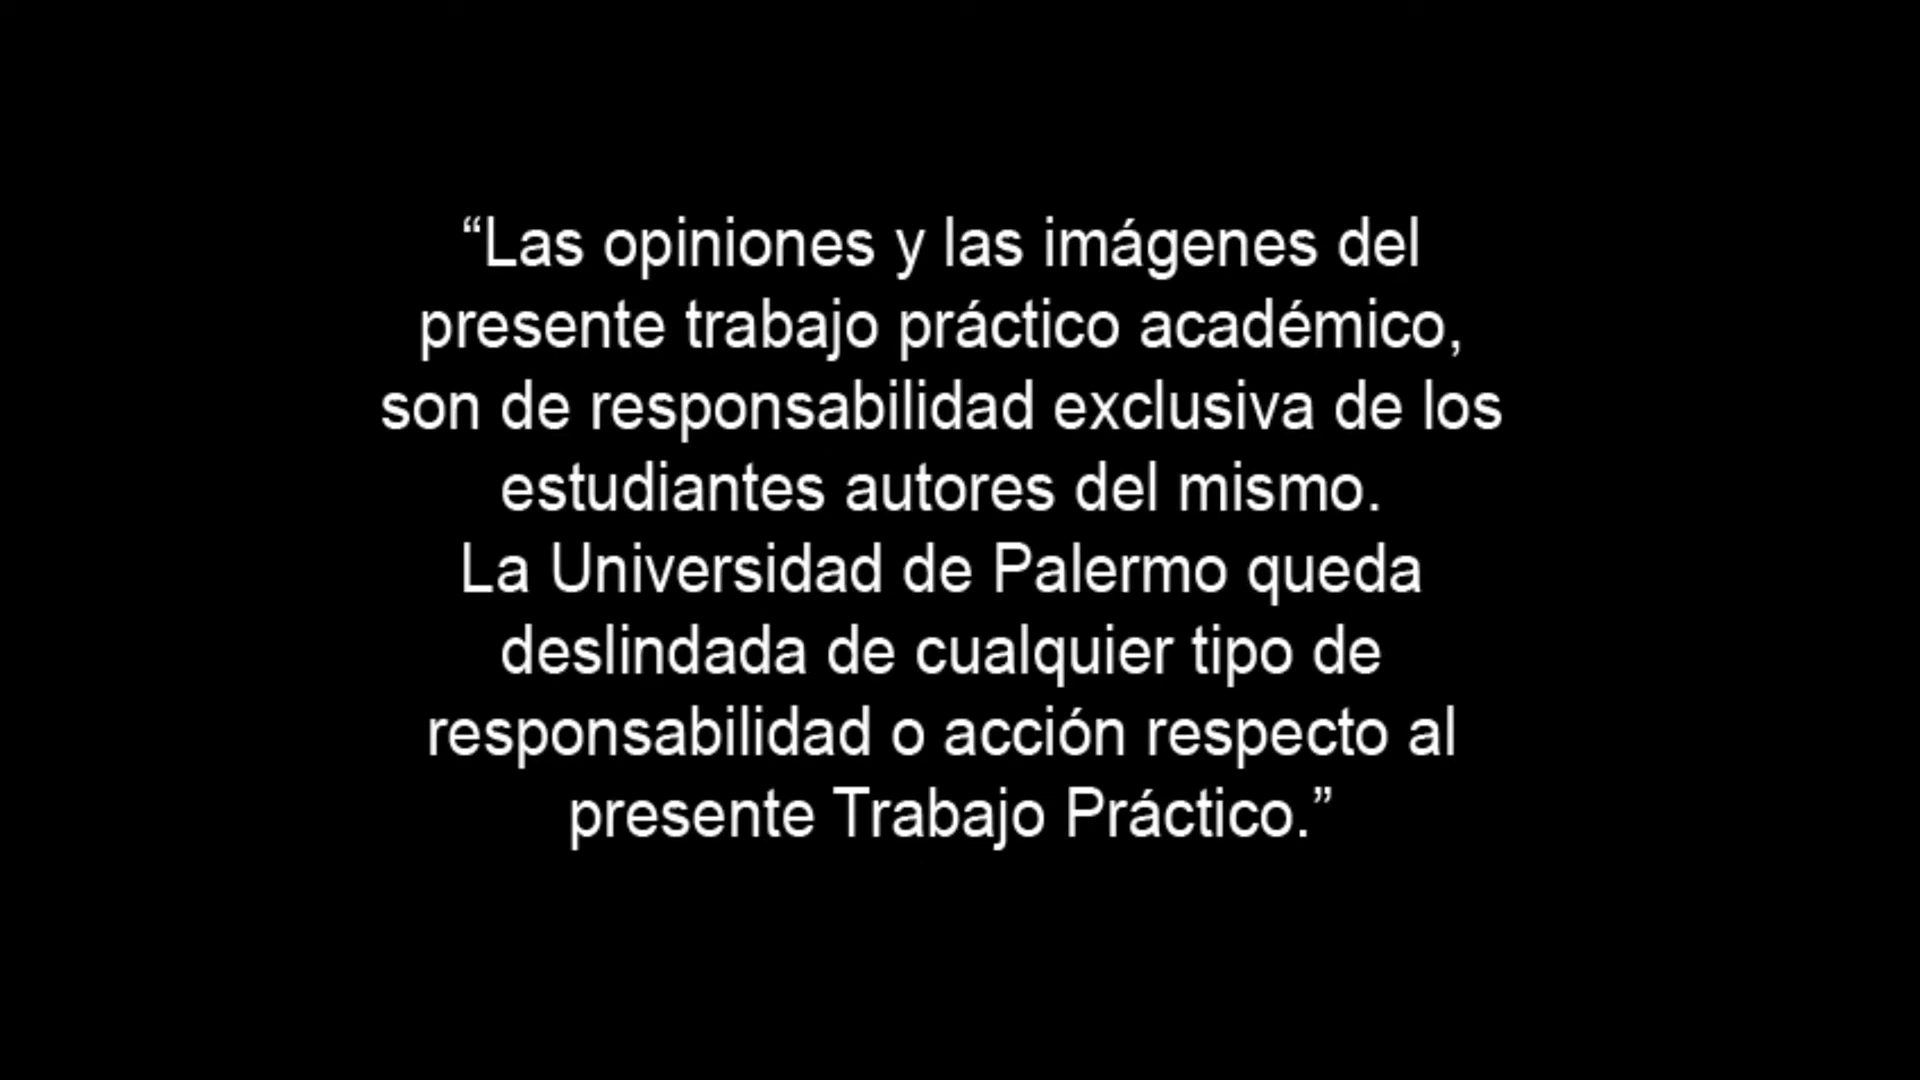 “Las opiniones y las imágenes del
presente trabajo práctico académico,
son de responsabilidad exclusiva de los
estudiantes autores del mismo.
La Universidad de Palermo queda
deslindada de cualquier tipo de
responsabilidad o acción respecto al
presente Trabajo Práctico.”